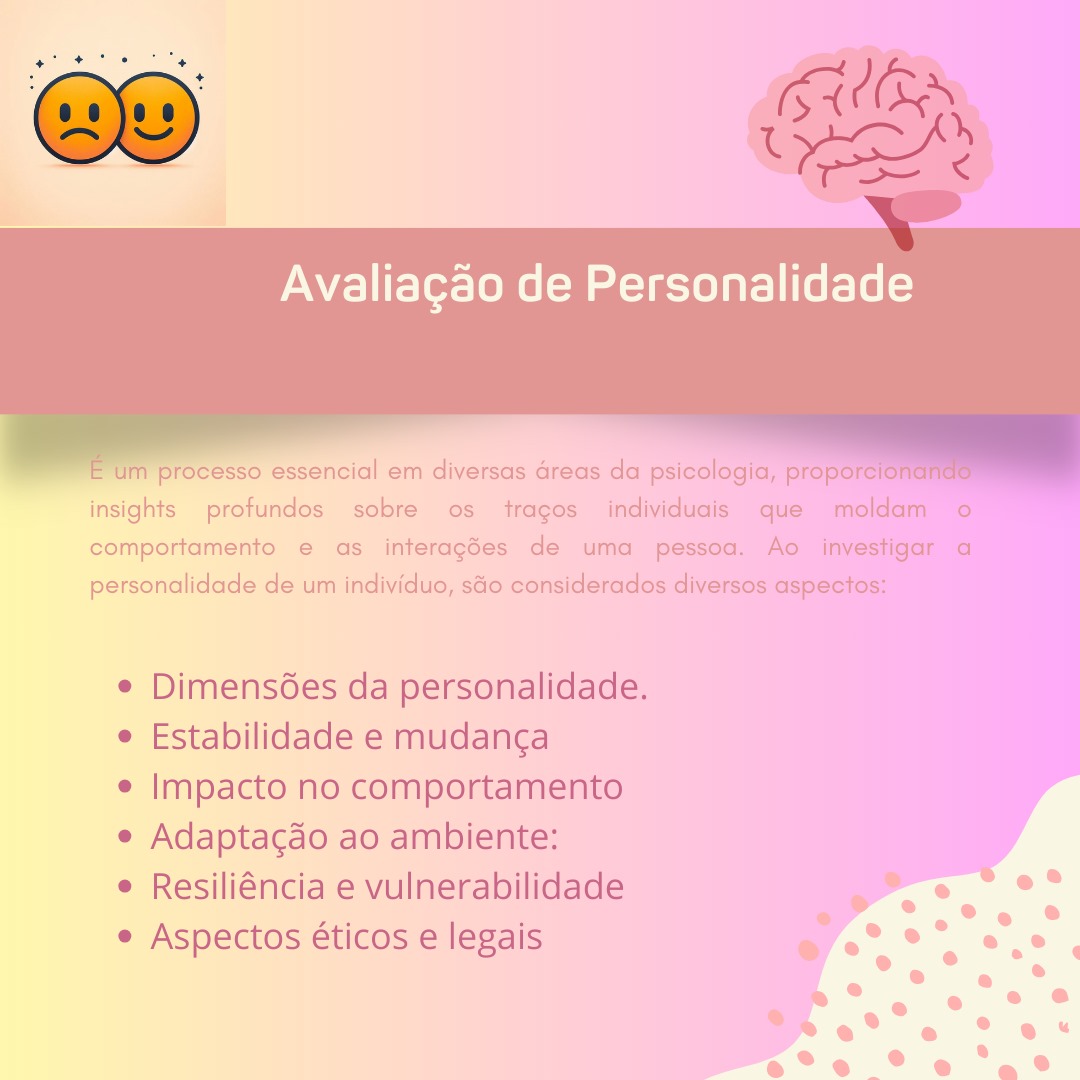 Avaliação de Personalidade
É um processo essencial em diversas áreas da psicologia, proporcionando
insights profundos sobre os traços individuais que moldam o
comportamento e as interações de uma pessoa. Ao investigar a
personalidade de um indivíduo, são considerados diversos aspectos:
• Dimensões da personalidade.
• Estabilidade e mudança
• Impacto no comportamento
• Adaptação ao ambiente:
• Resiliência e vulnerabilidade
• Aspectos éticos e legais